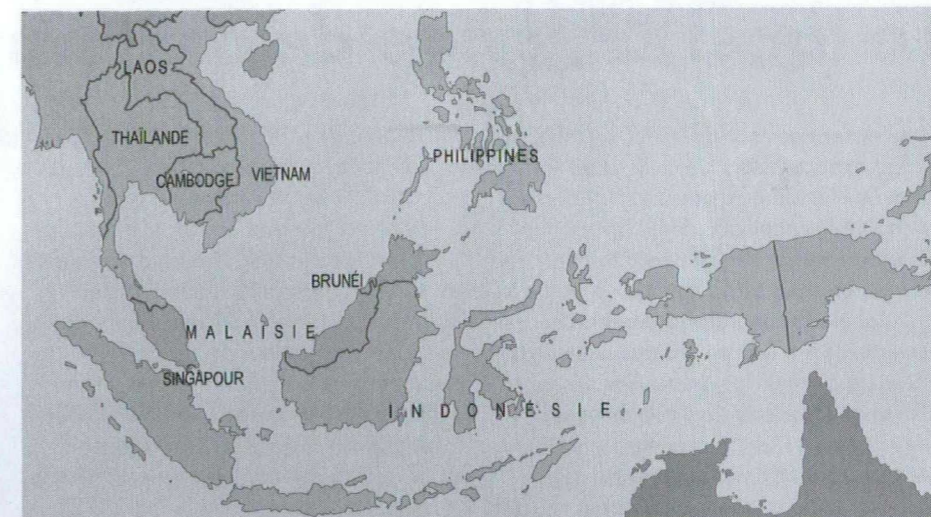 LAOS
THAÏLANDE
PHILIPPINES
CAMBODGE
VIETNAM
BRUNÉI
MALAISIE
SINGAPOUR
INDONÉSIE